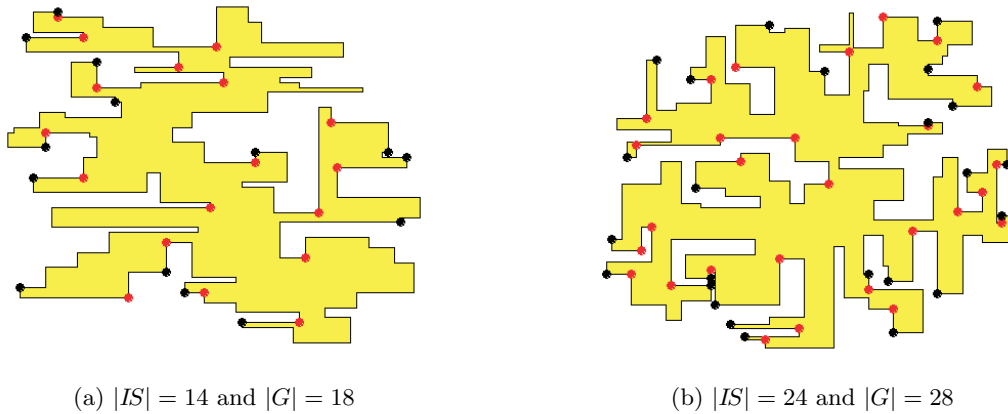 (a) |IS| = 14 and |G| = 18
(b) |IS| = 24 and |G| = 28